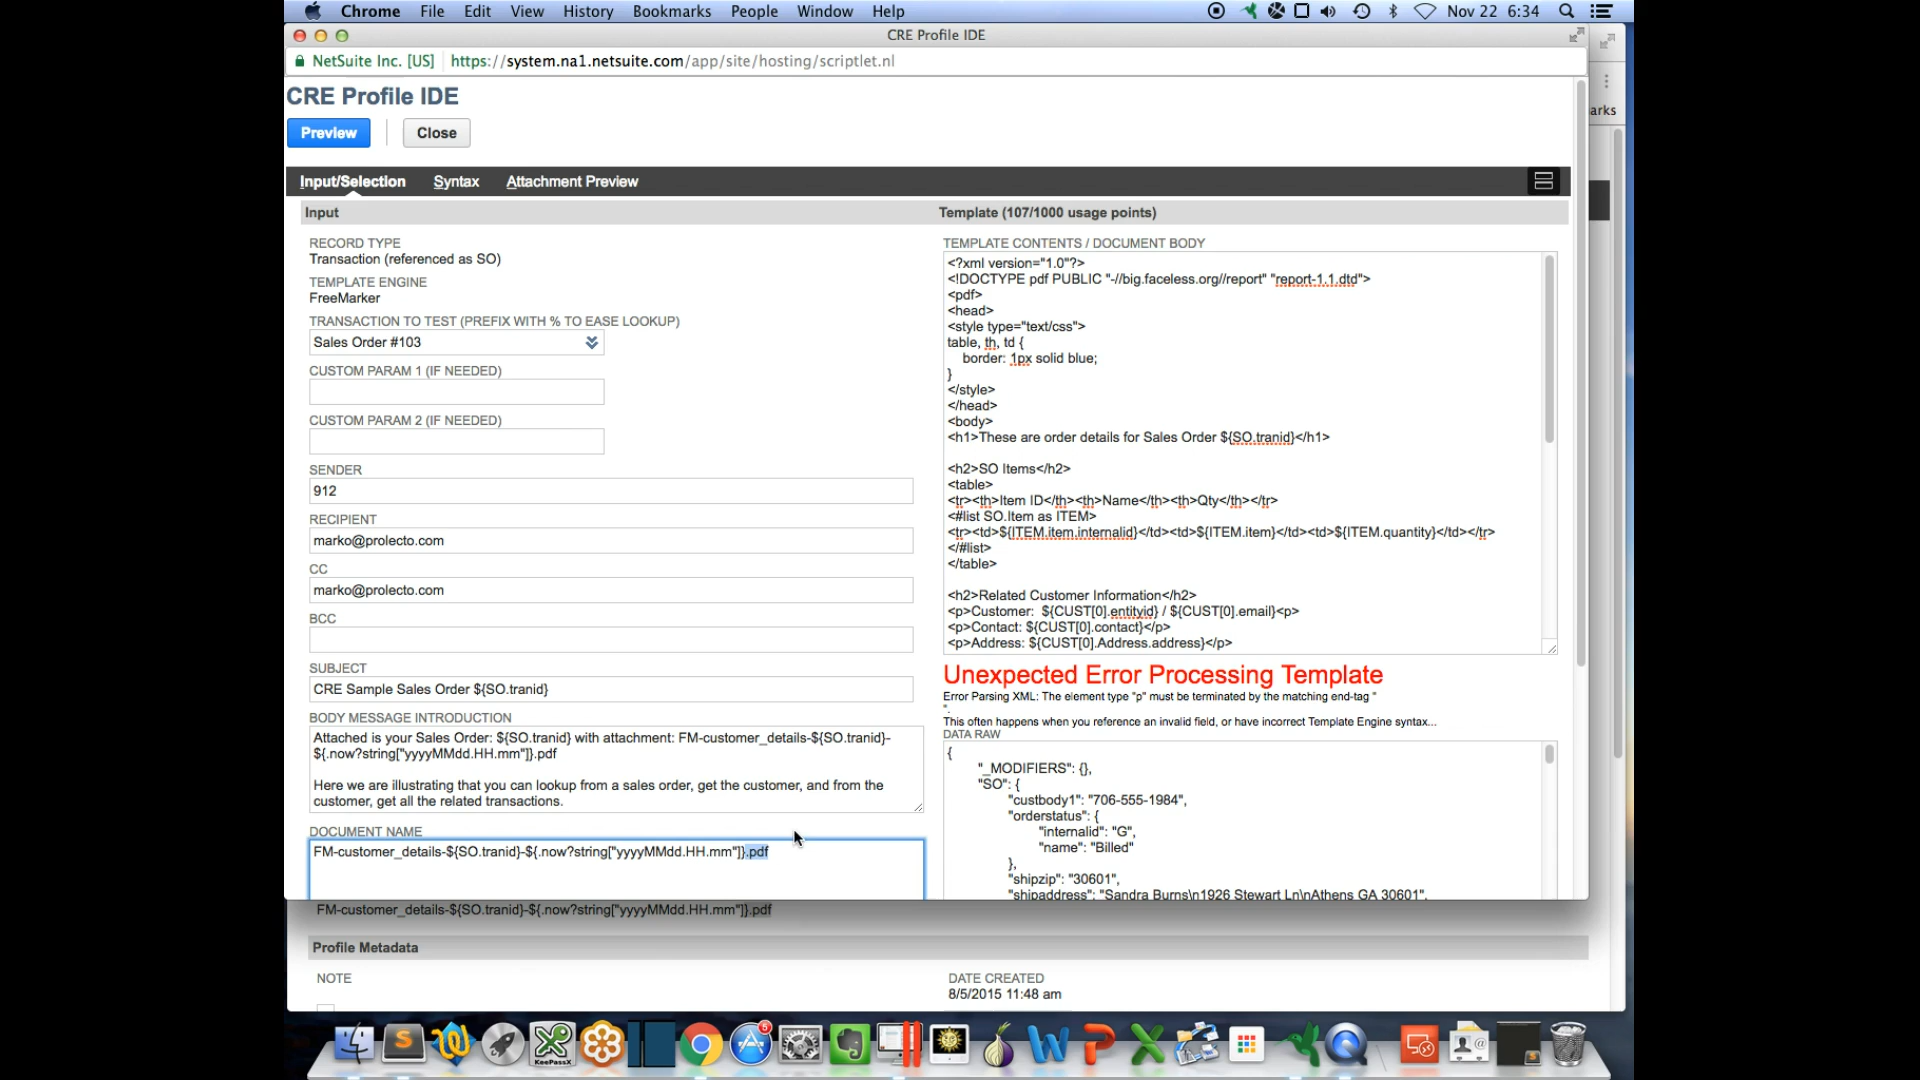 Chrome File Edit View History Bookmarks People Window Help Nov 22 6:34
CRE Profile IDE
NetSuite Inc. [US] https://system.na1.netsuite.com/app/site/hosting/scriptlet.nl
arks
CRE Profile IDE
Preview Close
Input/Selection Syntax Attachment Preview
Input
RECORD TYPE
Transaction (referenced as SO)
TEMPLATE ENGINE
FreeMarker
TRANSACTION TO TEST (PREFIX WITH % TO EASE LOOKUP)
Sales Order #103
CUSTOM PARAM 1 (IF NEEDED)
CUSTOM PARAM 2 (IF NEEDED)
SENDER
912
RECIPIENT
marko@prolecto.com
CC
marko@prolecto.com
BCC
SUBJECT
CRE Sample Sales Order ${SO.tranid}
BODY MESSAGE INTRODUCTION
Attached is your Sales Order: ${SO.tranid} with attachment: FM-customer_details-${SO.tranid}-
${.now?string["yyyyMMdd.HH.mm"]}.pdf
Here we are illustrating that you can lookup from a sales order, get the customer, and from the
customer, get all the related transactions.
DOCUMENT NAME
FM-customer_details-${SO.tranid}-${.now?string["yyyyMMdd.HH.mm"]}.pdf
Template (107/1000 usage points)
TEMPLATE CONTENTS / DOCUMENT BODY
<?xml version="1.0"?>
<!DOCTYPE pdf PUBLIC "-//big.faceless.org//report" "report-1.1.dtd">
<pdf>
<head>
<style type="text/css">
table, th, td {
border: 1px solid blue;
}
</style>
</head>
<body>
<h1>These are order details for Sales Order ${SO.tranid}</h1>
<h2>SO Items</h2>
<table>
<tr><th>Item ID</th><th>Name</th><th>Qty</th></tr>
<#list SO.Item as ITEM>
<tr><td>${ITEM.item.internalid}</td><td>${ITEM.item}</td><td>${ITEM.quantity}</td></tr>
</#list>
</table>
<h2>Related Customer Information</h2>
<p>Customer: ${CUST[0].entityid} / ${CUST[0].email}<p>
<p>Contact: ${CUST[0].contact}</p>
<p>Address: ${CUST[0].Address.address}</p>
Unexpected Error Processing Template
Error Parsing XML: The element type "p" must be terminated by the matching end-tag "
".
This often happens when you reference an invalid field, or have incorrect Template Engine syntax...
DATA RAW
{
"_MODIFIERS": {},
"SO": {
"custbody1": "706-555-1984",
"orderstatus": {
"internalid": "G",
"name": "Billed"
},
"shipzip": "30601",
"shipaddress": "Sandra Burns\n1926 Stewart Ln\nAthens GA 30601",
FM-customer_details-${SO.tranid}-${.now?string["yyyyMMdd.HH.mm"]}.pdf
Profile Metadata
NOTE
DATE CREATED
8/5/2015 11:48 am
5
KeePassX